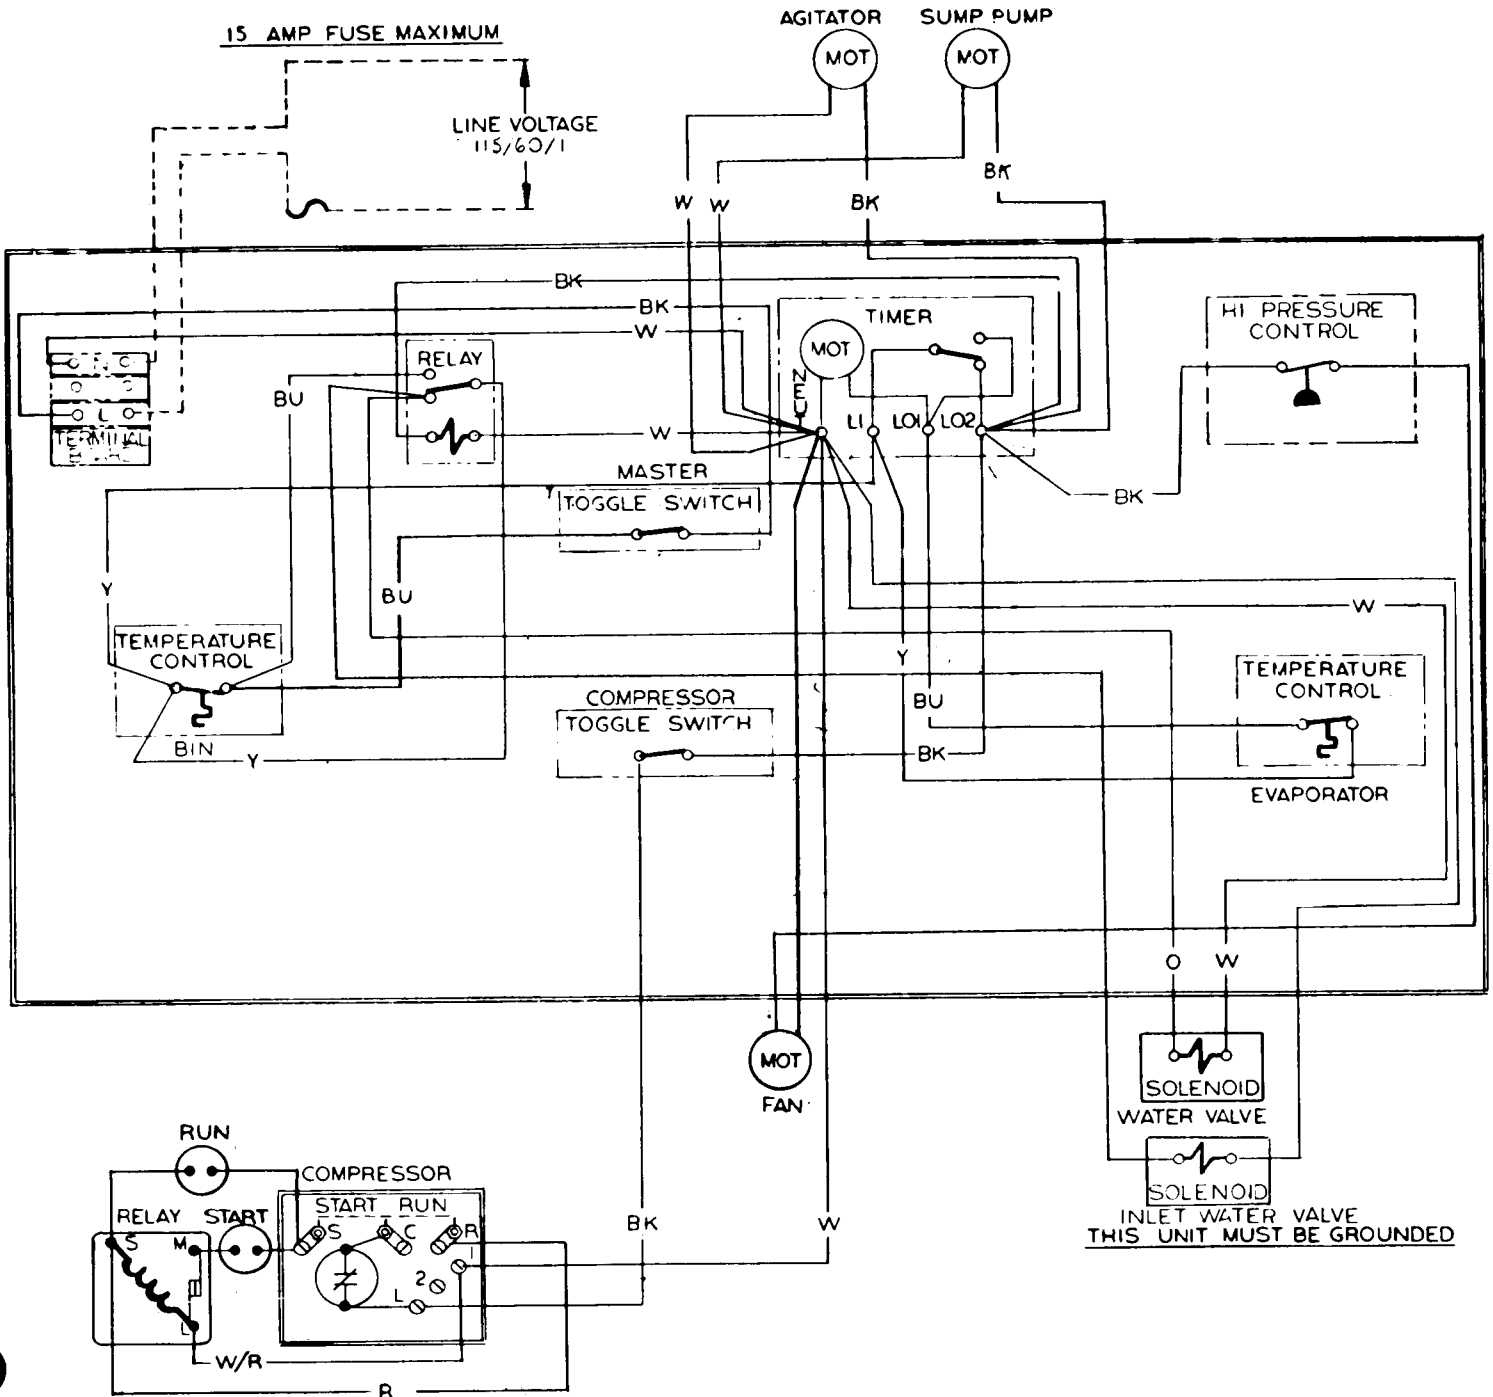 AGITATOR
SUMP PUMP
15 AMP FUSE MAXIMUM
MOT
MOT
LINE VOLTAGE
115/60/1
BK
W
W
BK
BK
BK
W
TIMER
HI PRESSURE
CONTROL
RELAY
MOT
N
BU
NEU
L1
LO1
LO2
L
TERMINAL
W
MASTER
TOGGLE SWITCH
Y
BK
Y
BU
W
TEMPERATURE
CONTROL
Y
TEMPERATURE
CONTROL
COMPRESSOR
TOGGLE SWITCH
BU
BIN
Y
BK
EVAPORATOR
O
W
MOT
FAN
SOLENOID
WATER VALVE
RUN
COMPRESSOR
RELAY
START
START RUN
S
C
R
S
M
1
2
L
L
BK
W
SOLENOID
INLET WATER VALVE
THIS UNIT MUST BE GROUNDED
W/R
R